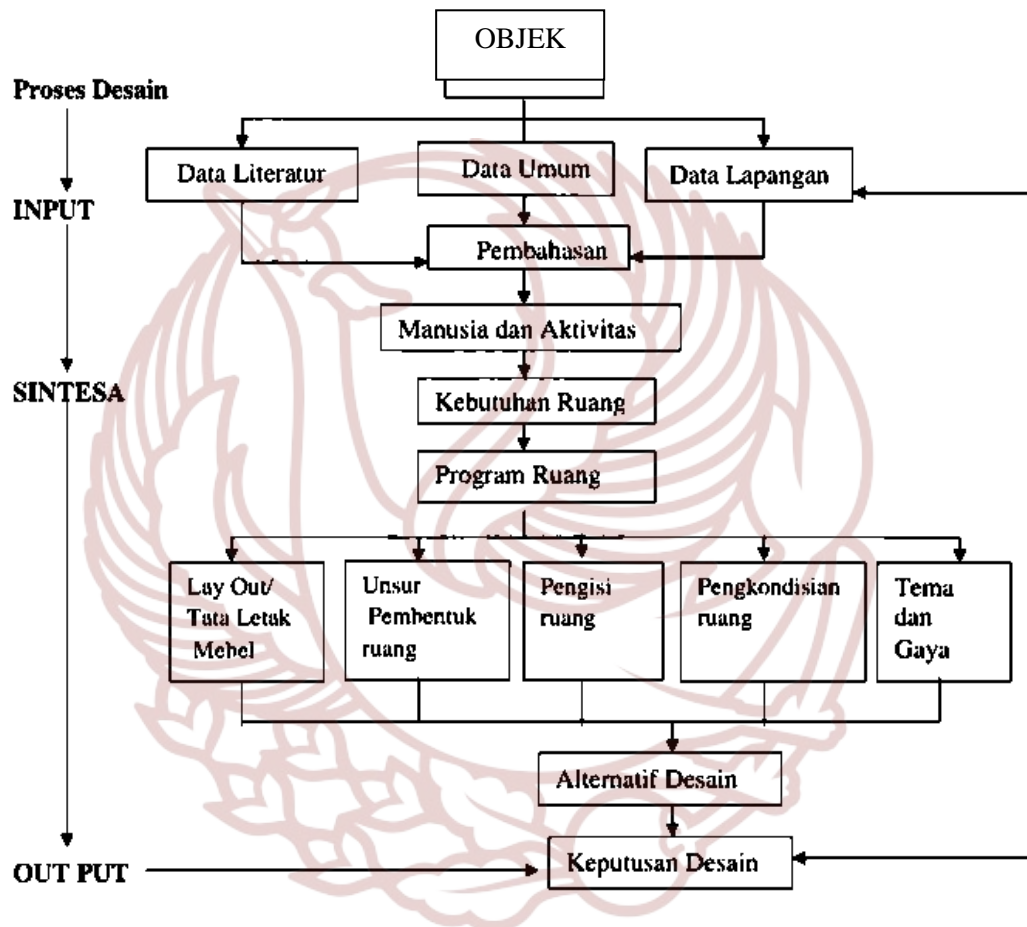 OBJEK
Proses Desain
Data Literatur
Data Umum
Data Lapangan
INPUT
Pembahasan
Manusia dan Aktivitas
SINTESA
Kebutuhan Ruang
Program Ruang
Lay Out/
Tata Letak
Mebel
Unsur
Pembentuk
ruang
Pengisi
ruang
Pengkondisian
ruang
Tema
dan
Gaya
Alternatif Desain
OUT PUT
Keputusan Desain